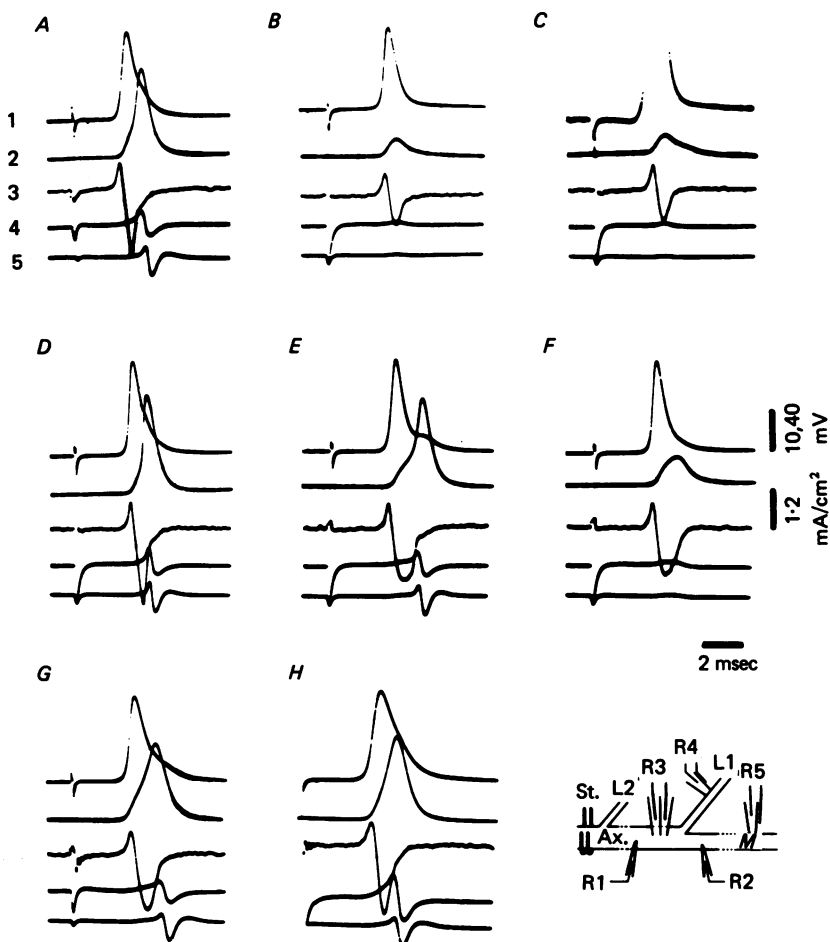 A B C
1
2
3
4
5
D E F
10,40
mV
1·2
mA/cm²
2 msec
G H
R4
R3 L1 R5
St. L2
Ax.
R1 R2